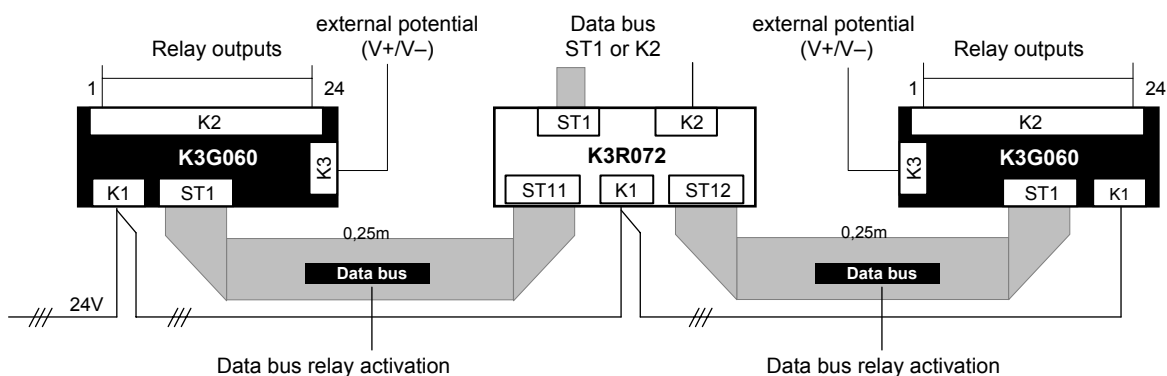 external potential
(V+/V–)
Data bus
ST1 or K2
external potential
(V+/V–)
Relay outputs
Relay outputs
1
24
1
24
K2
K3G060
K3
K1
ST1
ST1
K2
K3R072
ST11
K1
ST12
K2
K3G060
K3
ST1
K1
0,25m
0,25m
Data bus
Data bus
24V
Data bus relay activation
Data bus relay activation